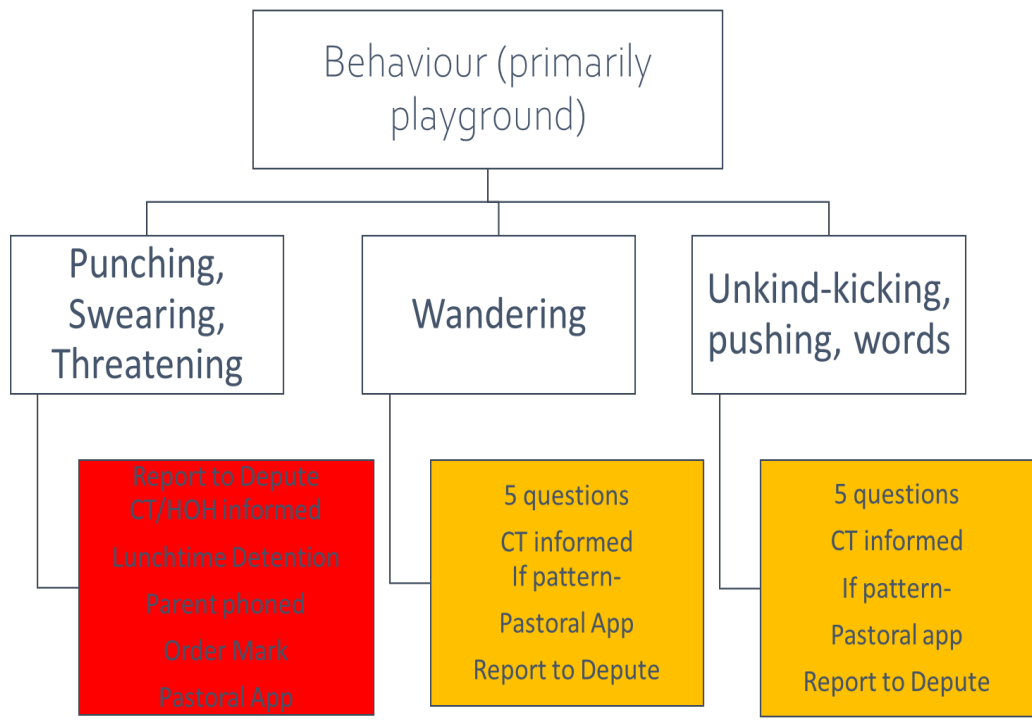 Behaviour (primarily
playground)
Punching,
Swearing,
Threatening
Wandering
Unkind-kicking,
pushing, words
Report to Depute
CT/HOH informed
Lunchtime Detention
Parent phoned
Order Mark
Pastoral App
5 questions
CT informed
If pattern-
Pastoral App
Report to Depute
5 questions
CT informed
If pattern-
Pastoral app
Report to Depute